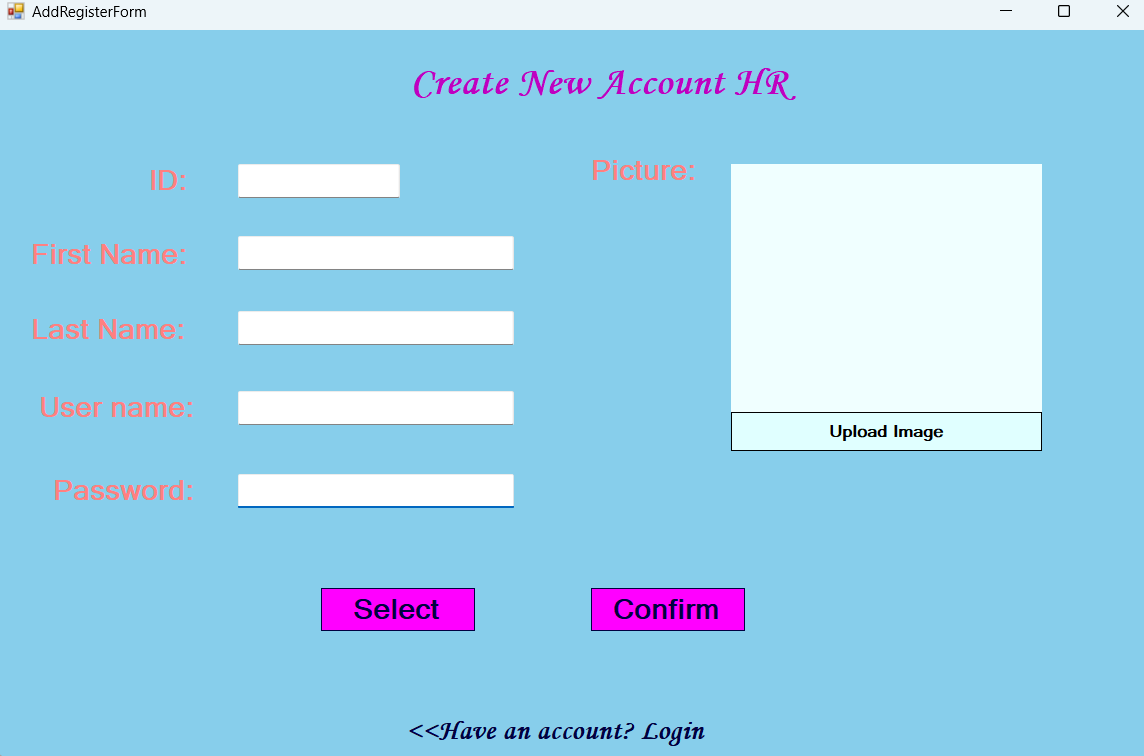 AddRegisterForm
Create New Account HR
ID:
Picture:
First Name:
Last Name:
User name:
Upload Image
Password:
Select
Confirm
<<Have an account? Login